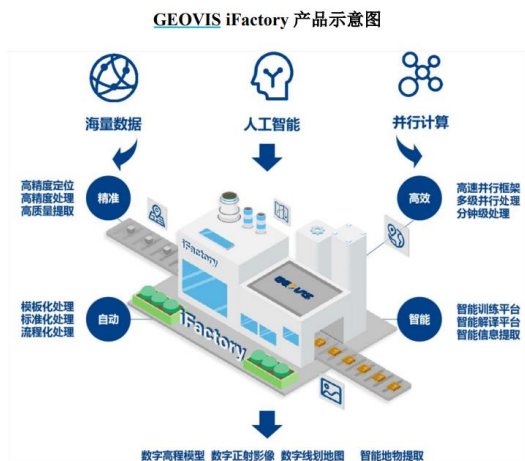 GEOVIS iFactory 产品示意图
海量数据
人工智能
并行计算
高精度定位
高精度处理
高质量提取
精准
高效
高速并行框架
多级并行处理
分钟级处理
iFactory
GEOVIS
模板化处理
标准化处理
流程化处理
自动
iFactory
智能
智能训练平台
智能解译平台
智能信息提取
数字高程模型 数字正射影像 数字线划地图 智能地物提取